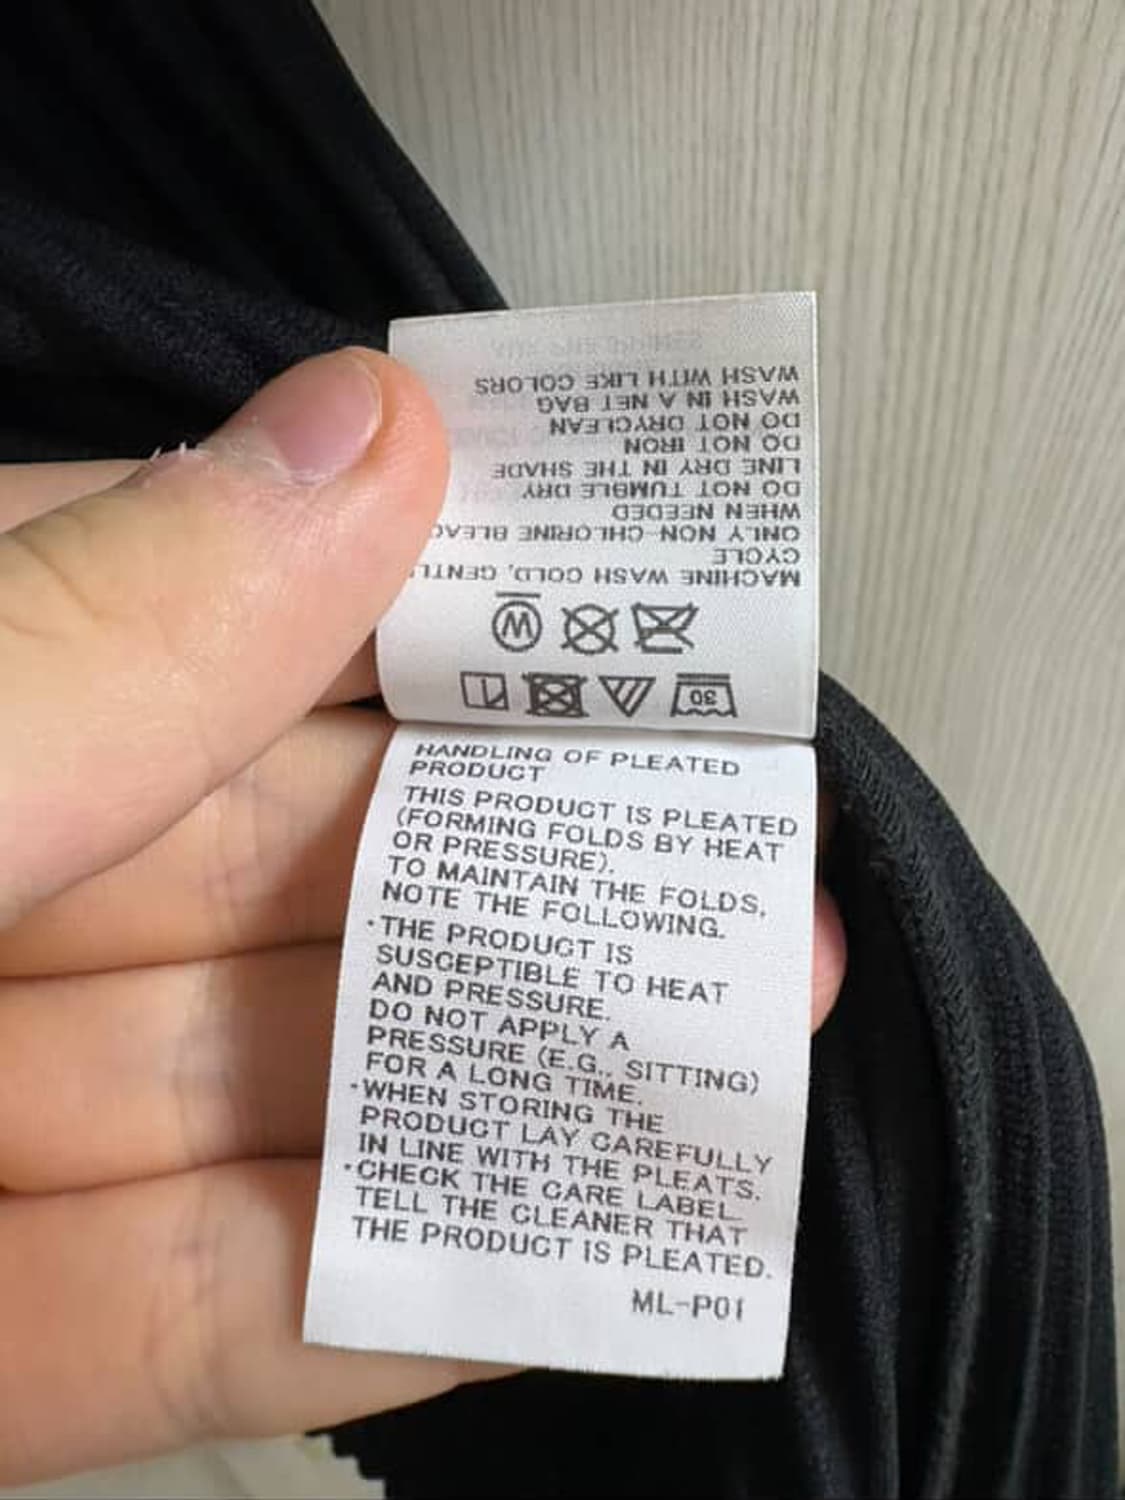 30
W
MACHINE WASH COLD, GENTL
CYCLE
ONLY NON-CHLORINE BLEAC
WHEN NEEDED
DO NOT TUMBLE DRY
LINE DRY IN THE SHADE
DO NOT IRON
DO NOT DRYCLEAN
WASH IN A NET BAG
WASH WITH LIKE COLORS
HANDLING OF PLEATED
PRODUCT
THIS PRODUCT IS PLEATED
(FORMING FOLDS BY HEAT
OR PRESSURE).
TO MAINTAIN THE FOLDS,
NOTE THE FOLLOWING.
・THE PRODUCT IS
SUSCEPTIBLE TO HEAT
AND PRESSURE.
DO NOT APPLY A
PRESSURE (E.G., SITTING)
FOR A LONG TIME.
・WHEN STORING THE
PRODUCT LAY CAREFULLY
IN LINE WITH THE PLEATS.
・CHECK THE CARE LABEL.
TELL THE CLEANER THAT
THE PRODUCT IS PLEATED.
ML-P01